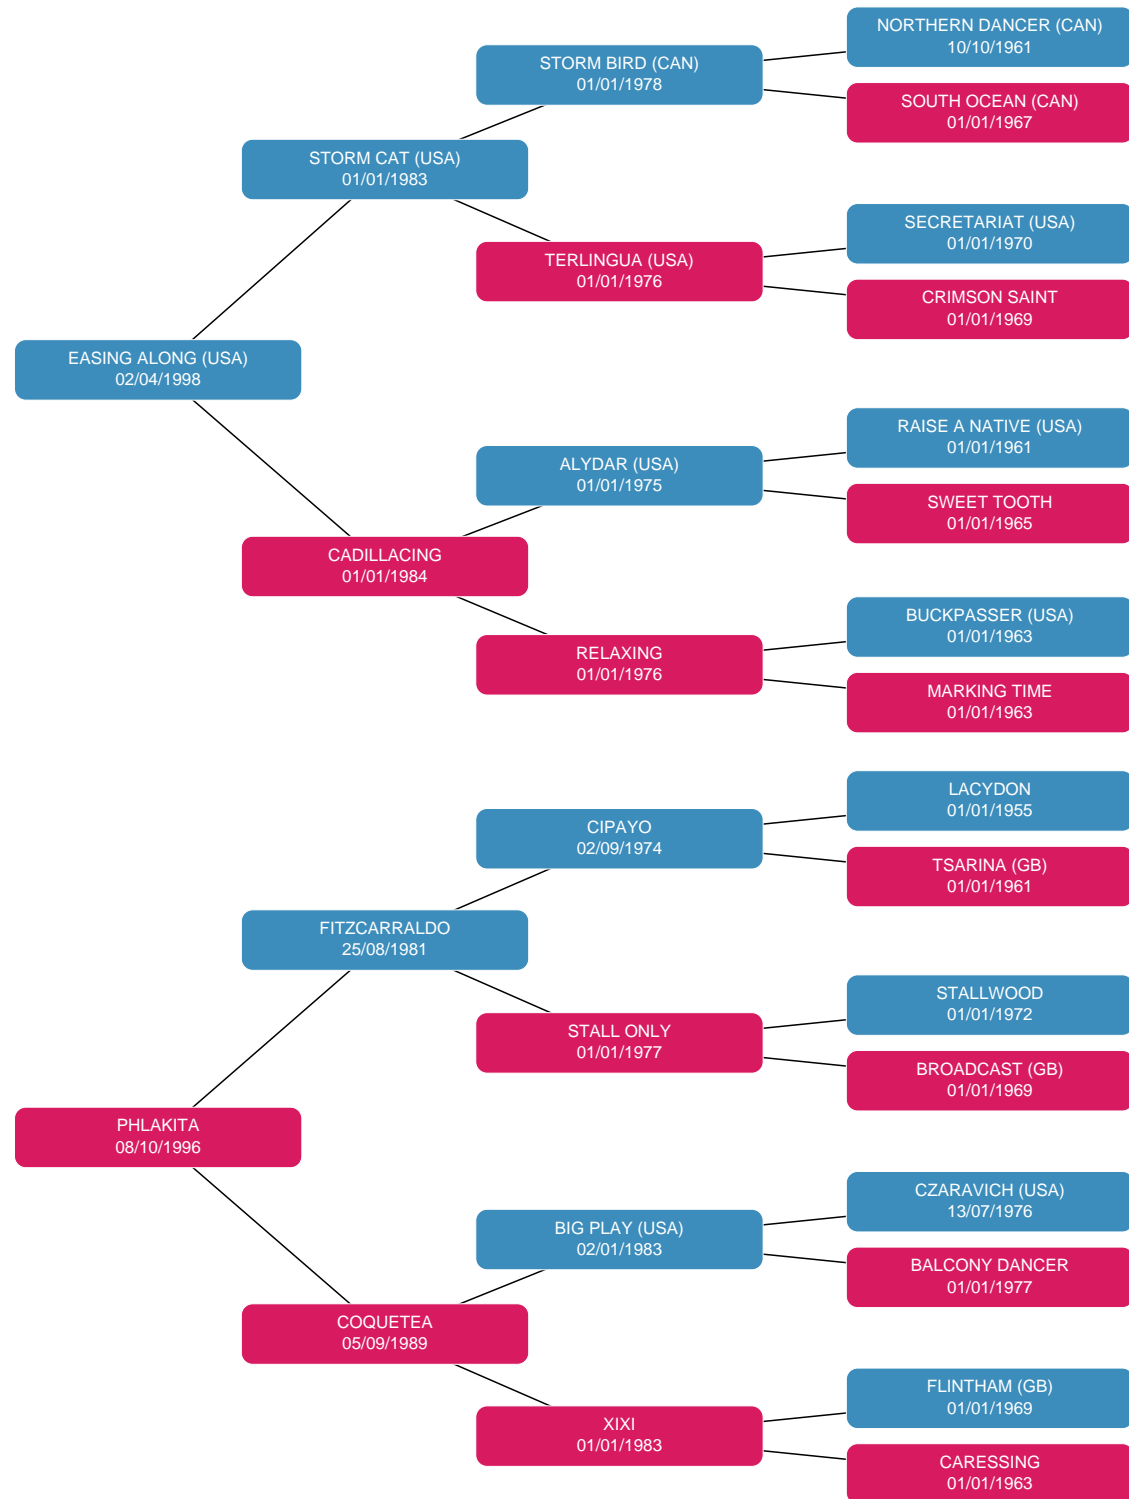 NORTHERN DANCER (CAN)
10/10/1961
STORM BIRD (CAN)
01/01/1978
SOUTH OCEAN (CAN)
01/01/1967
STORM CAT (USA)
01/01/1983
SECRETARIAT (USA)
01/01/1970
TERLINGUA (USA)
01/01/1976
CRIMSON SAINT
01/01/1969
EASING ALONG (USA)
02/04/1998
RAISE A NATIVE (USA)
01/01/1961
ALYDAR (USA)
01/01/1975
SWEET TOOTH
01/01/1965
CADILLACING
01/01/1984
BUCKPASSER (USA)
01/01/1963
RELAXING
01/01/1976
MARKING TIME
01/01/1963
LACYDON
01/01/1955
CIPAYO
02/09/1974
TSARINA (GB)
01/01/1961
FITZCARRALDO
25/08/1981
STALLWOOD
01/01/1972
STALL ONLY
01/01/1977
BROADCAST (GB)
01/01/1969
PHLAKITA
08/10/1996
CZARAVICH (USA)
13/07/1976
BIG PLAY (USA)
02/01/1983
BALCONY DANCER
01/01/1977
COQUETEA
05/09/1989
FLINTHAM (GB)
01/01/1969
XIXI
01/01/1983
CARESSING
01/01/1963